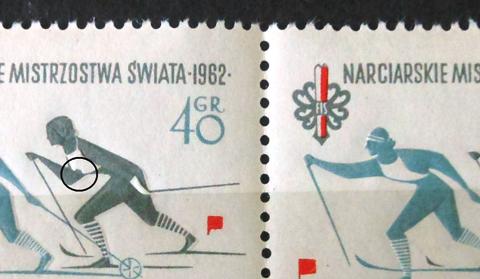 E MISTRZOSTWA ŚWIATA·1962·
40 GR
NARCIARSKIE MIS
FIS